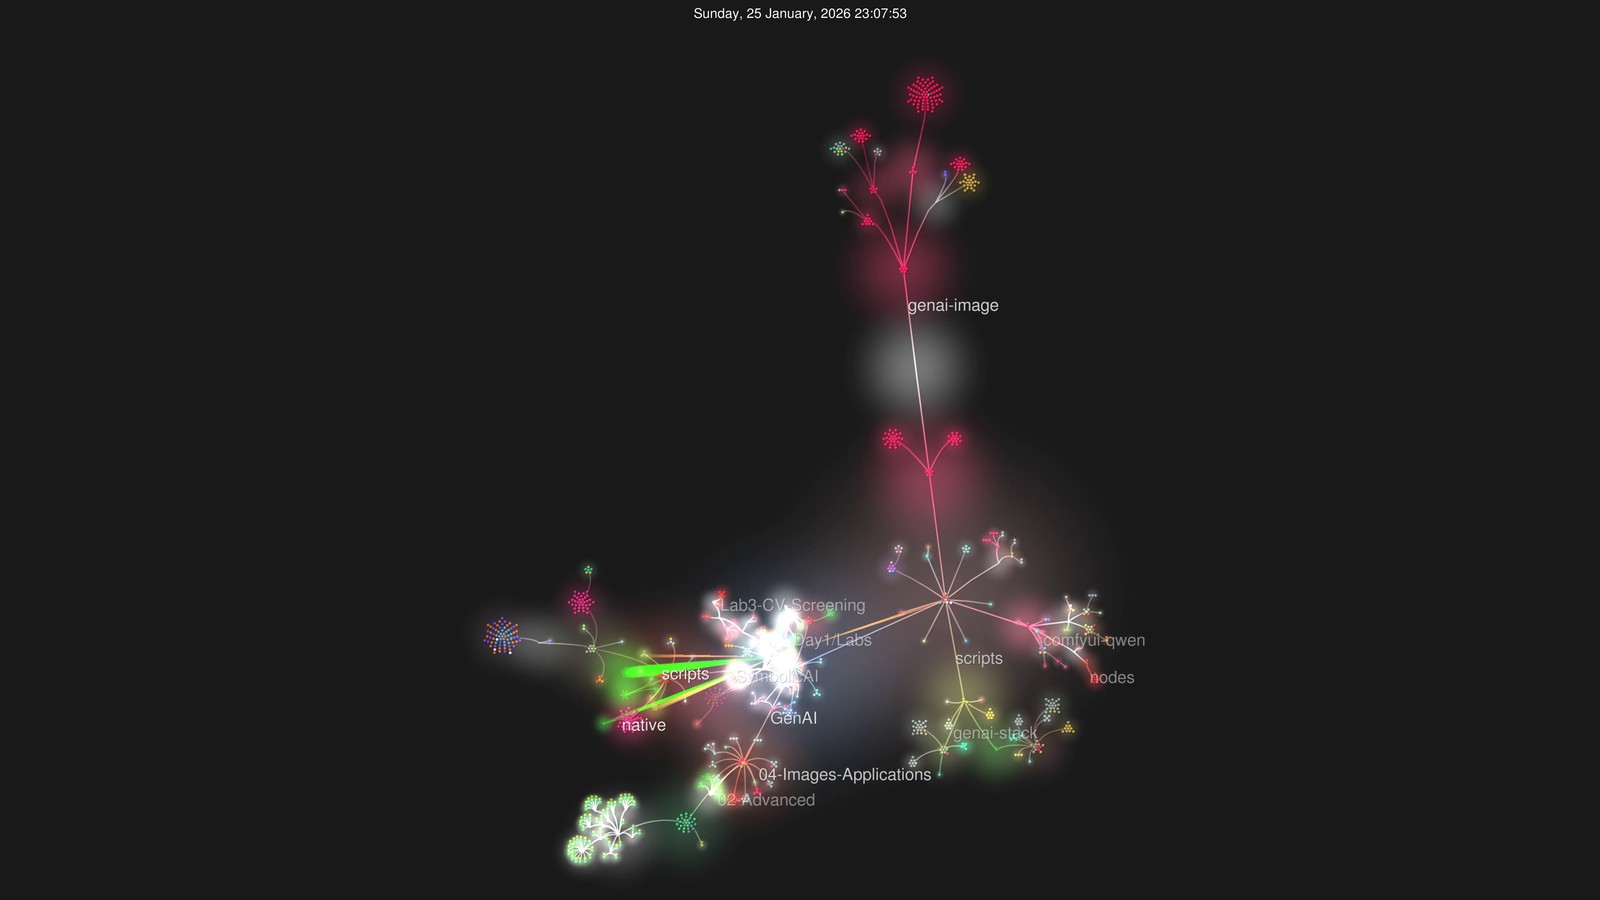 Sunday, 25 January, 2026 23:07:53
genai-image
Lab3-CV-Screening
Day1/Labs
comfyui-qwen
scripts
scripts
SymbolicAI
nodes
GenAI
native
genai-stack
04-Images-Applications
02-Advanced